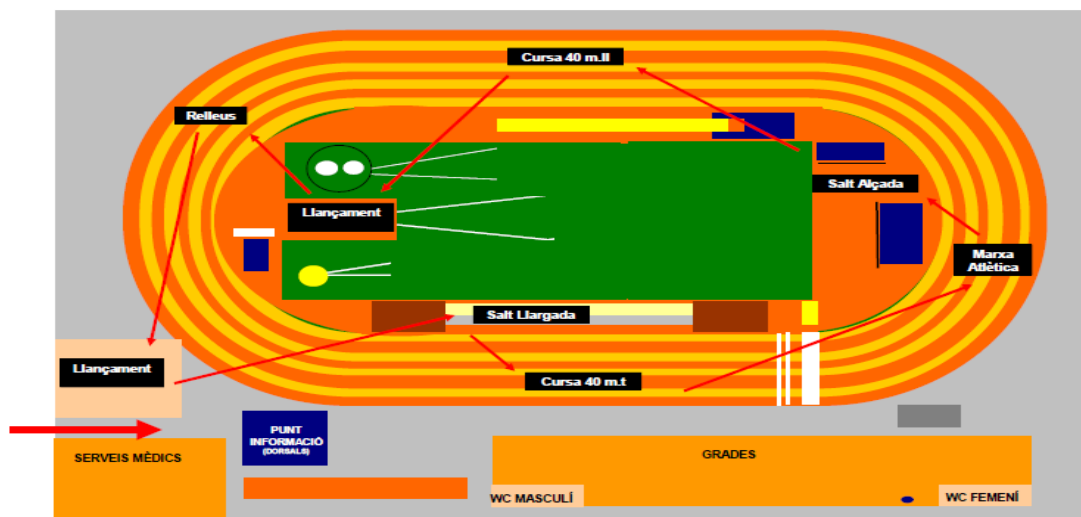 Cursa 40 m.ll
Relleus
Salt Alçada
Llançament
Marxa
Atlètica
Salt Llargada
Llançament
Cursa 40 m.t
PUNT
INFORMACIÓ
(DORSALS)
SERVEIS MÈDICS
GRADES
WC MASCULÍ
WC FEMENÍ